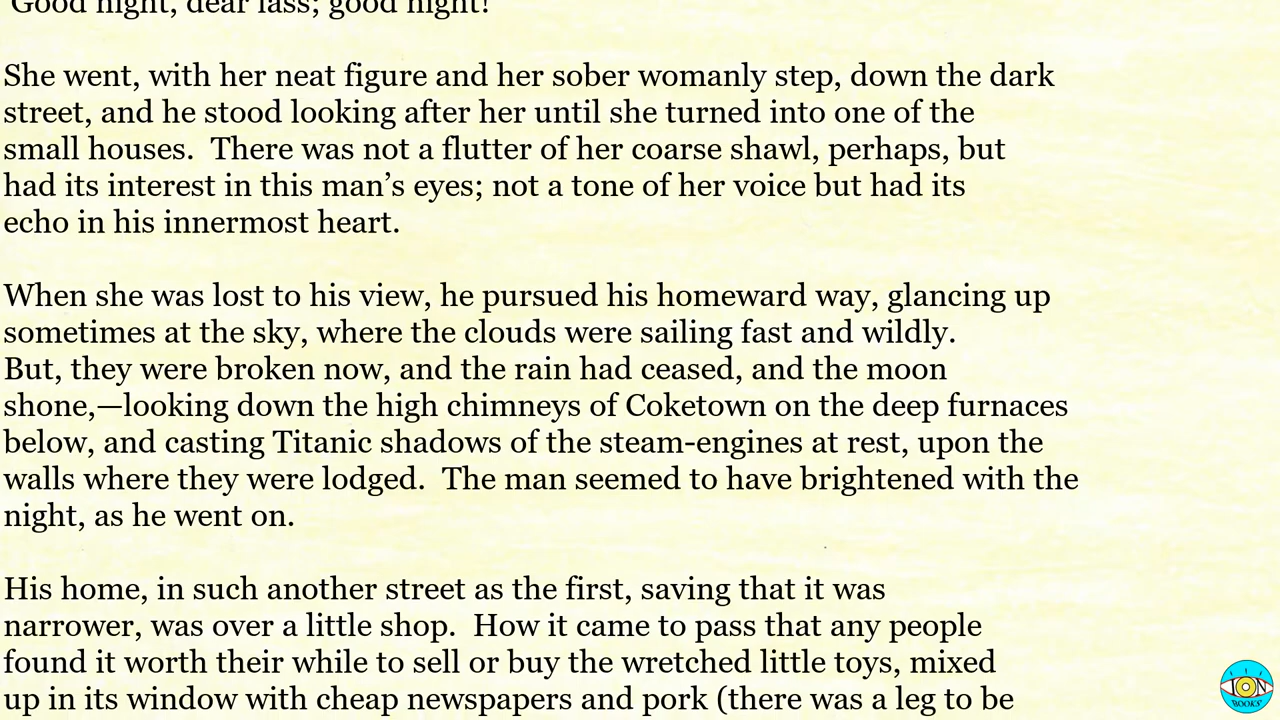 'Good night, dear lass; good night!'
She went, with her neat figure and her sober womanly step, down the dark
street, and he stood looking after her until she turned into one of the
small houses.  There was not a flutter of her coarse shawl, perhaps, but
had its interest in this man’s eyes; not a tone of her voice but had its
echo in his innermost heart.
When she was lost to his view, he pursued his homeward way, glancing up
sometimes at the sky, where the clouds were sailing fast and wildly.
But, they were broken now, and the rain had ceased, and the moon
shone,—looking down the high chimneys of Coketown on the deep furnaces
below, and casting Titanic shadows of the steam-engines at rest, upon the
walls where they were lodged.  The man seemed to have brightened with the
night, as he went on.
His home, in such another street as the first, saving that it was
narrower, was over a little shop.  How it came to pass that any people
found it worth their while to sell or buy the wretched little toys, mixed
up in its window with cheap newspapers and pork (there was a leg to be
ION
BOOKS